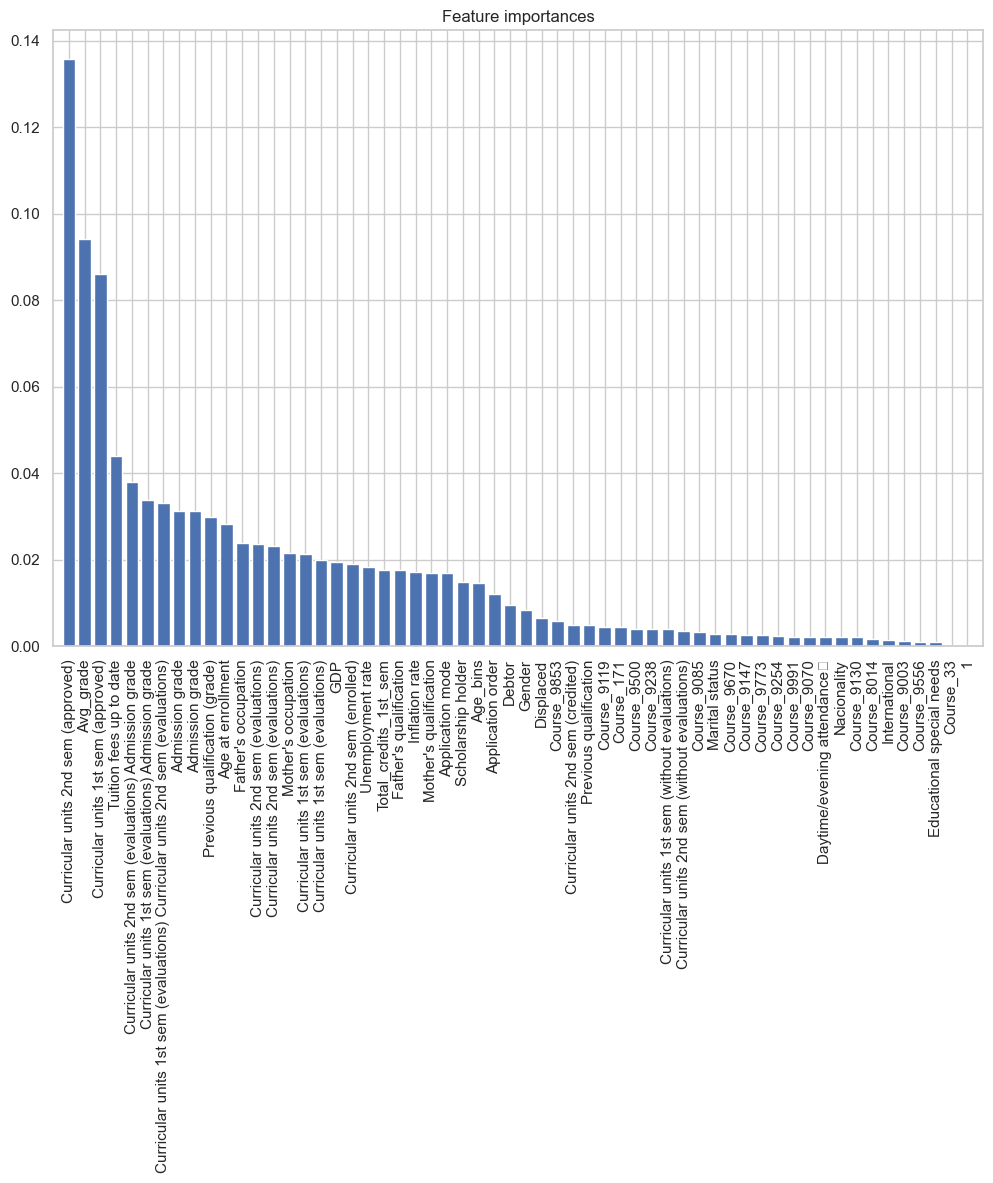 Feature importances
0.14
0.12
0.10
0.08
0.06
0.04
0.02
0.00
Curricular units 2nd sem (approved)
Avg_grade
Curricular units 1st sem (approved)
Tuition fees up to date
Curricular units 2nd sem (evaluations) Admission grade
Curricular units 1st sem (evaluations) Admission grade
Curricular units 1st sem (evaluations) Curricular units 2nd sem (evaluations)
Admission grade
Admission grade
Previous qualification (grade)
Age at enrollment
Father's occupation
Curricular units 2nd sem (evaluations)
Curricular units 2nd sem (evaluations)
Mother's occupation
Curricular units 1st sem (evaluations)
Curricular units 1st sem (evaluations)
GDP
Curricular units 2nd sem (enrolled)
Unemployment rate
Total_credits_1st_sem
Father's qualification
Inflation rate
Mother's qualification
Application mode
Scholarship holder
Age_bins
Application order
Debtor
Gender
Displaced
Course_9853
Curricular units 2nd sem (credited)
Previous qualification
Course_9119
Course_171
Course_9500
Course_9238
Curricular units 1st sem (without evaluations)
Curricular units 2nd sem (without evaluations)
Course_9085
Marital status
Course_9670
Course_9147
Course_9773
Course_9254
Course_9991
Course_9070
Daytime/evening attendance
Nacionality
Course_9130
Course_8014
International
Course_9003
Course_9556
Educational special needs
Course_33
1